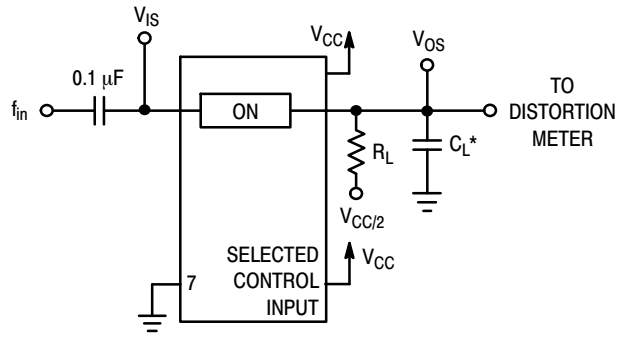 V_IS
V_CC
V_OS
0.1 μF
f_in
ON
TO
DISTORTION
METER
R_L
C_L*
V_CC/2
SELECTED
CONTROL
INPUT
V_CC
7